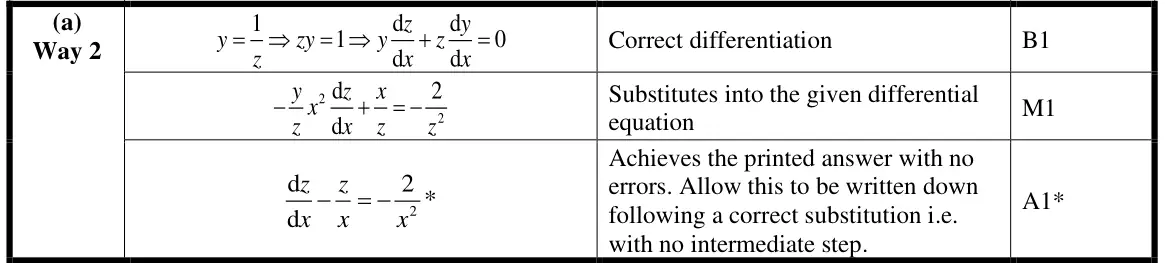 (a)
Way 2
y = 1/z ⇒ zy = 1 ⇒ y dz/dx + z dy/dx = 0
Correct differentiation
B1
− y/z x² dz/dx + x/z = − 2/z²
Substitutes into the given differential
equation
M1
dz/dx − z/x = − 2/x² *
Achieves the printed answer with no
errors. Allow this to be written down
following a correct substitution i.e.
with no intermediate step.
A1*